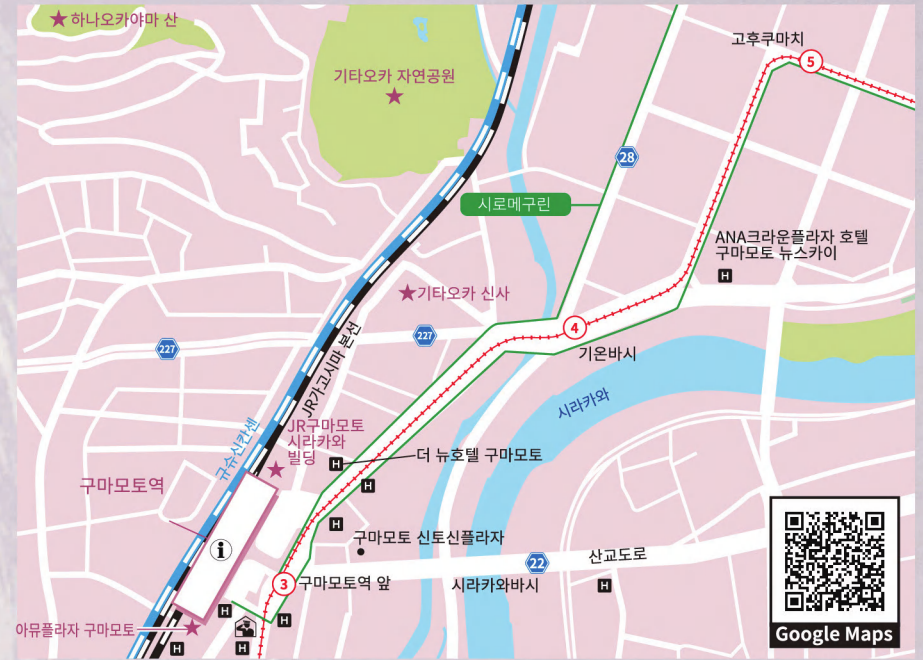 하나오카야마 산
고후쿠마치
5
기타오카 자연공원
28
시로메구린
ANA크라운플라자 호텔
구마모토 뉴스카이
H
기타오카 신사
4
227
227
기온바시
JR가고시마 본선
시라카와
규슈신칸센
JR구마모토
시라카와
빌딩
H
더 뉴호텔 구마모토
구마모토역
H
H
구마모토 신토신플라자
i
22
산교도로
3
구마모토역 앞
시라카와바시
H
H
H
아뮤플라자 구마모토
H
H
Google Maps